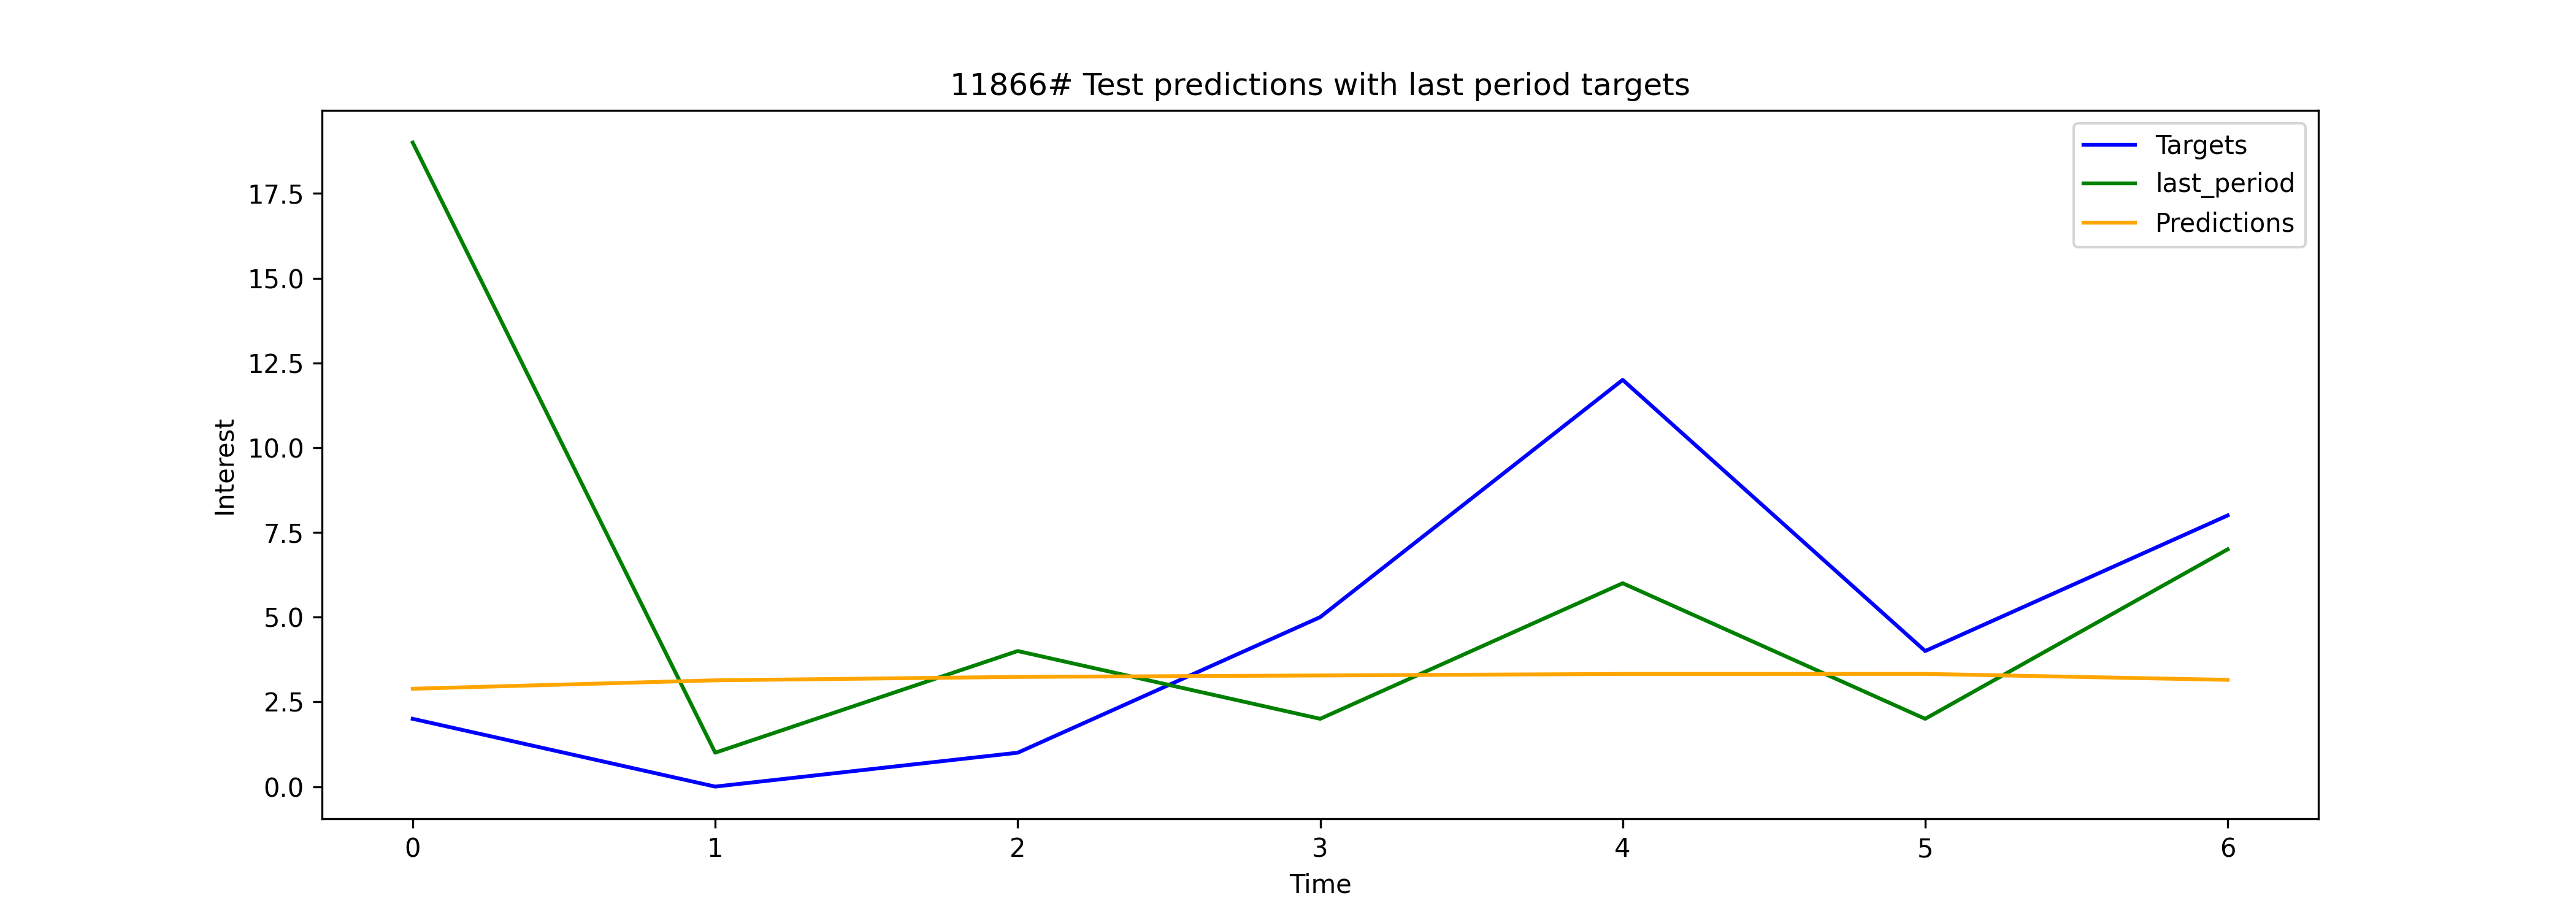 11866# Test predictions with last period targets
Targets
last_period
Predictions
Interest
17.5
15.0
12.5
10.0
7.5
5.0
2.5
0.0
0 1 2 3 4 5 6
Time